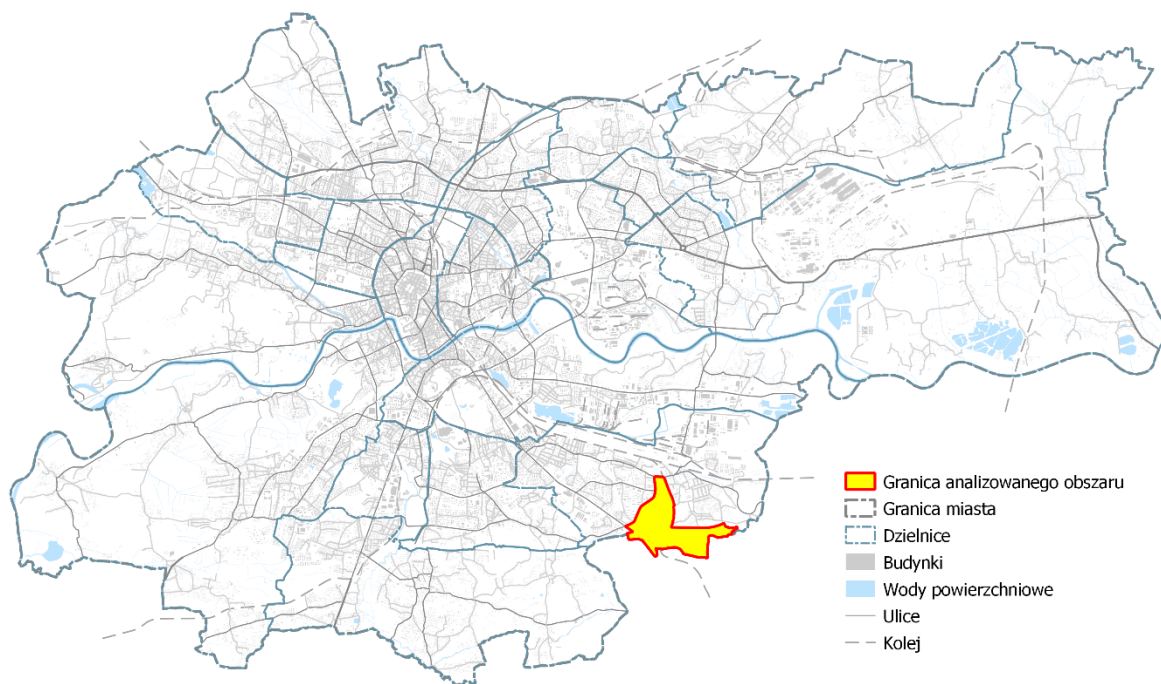 Granica analizowanego obszaru
Granica miasta
Dzielnice
Budynki
Wody powierzchniowe
Ulice
Kolej